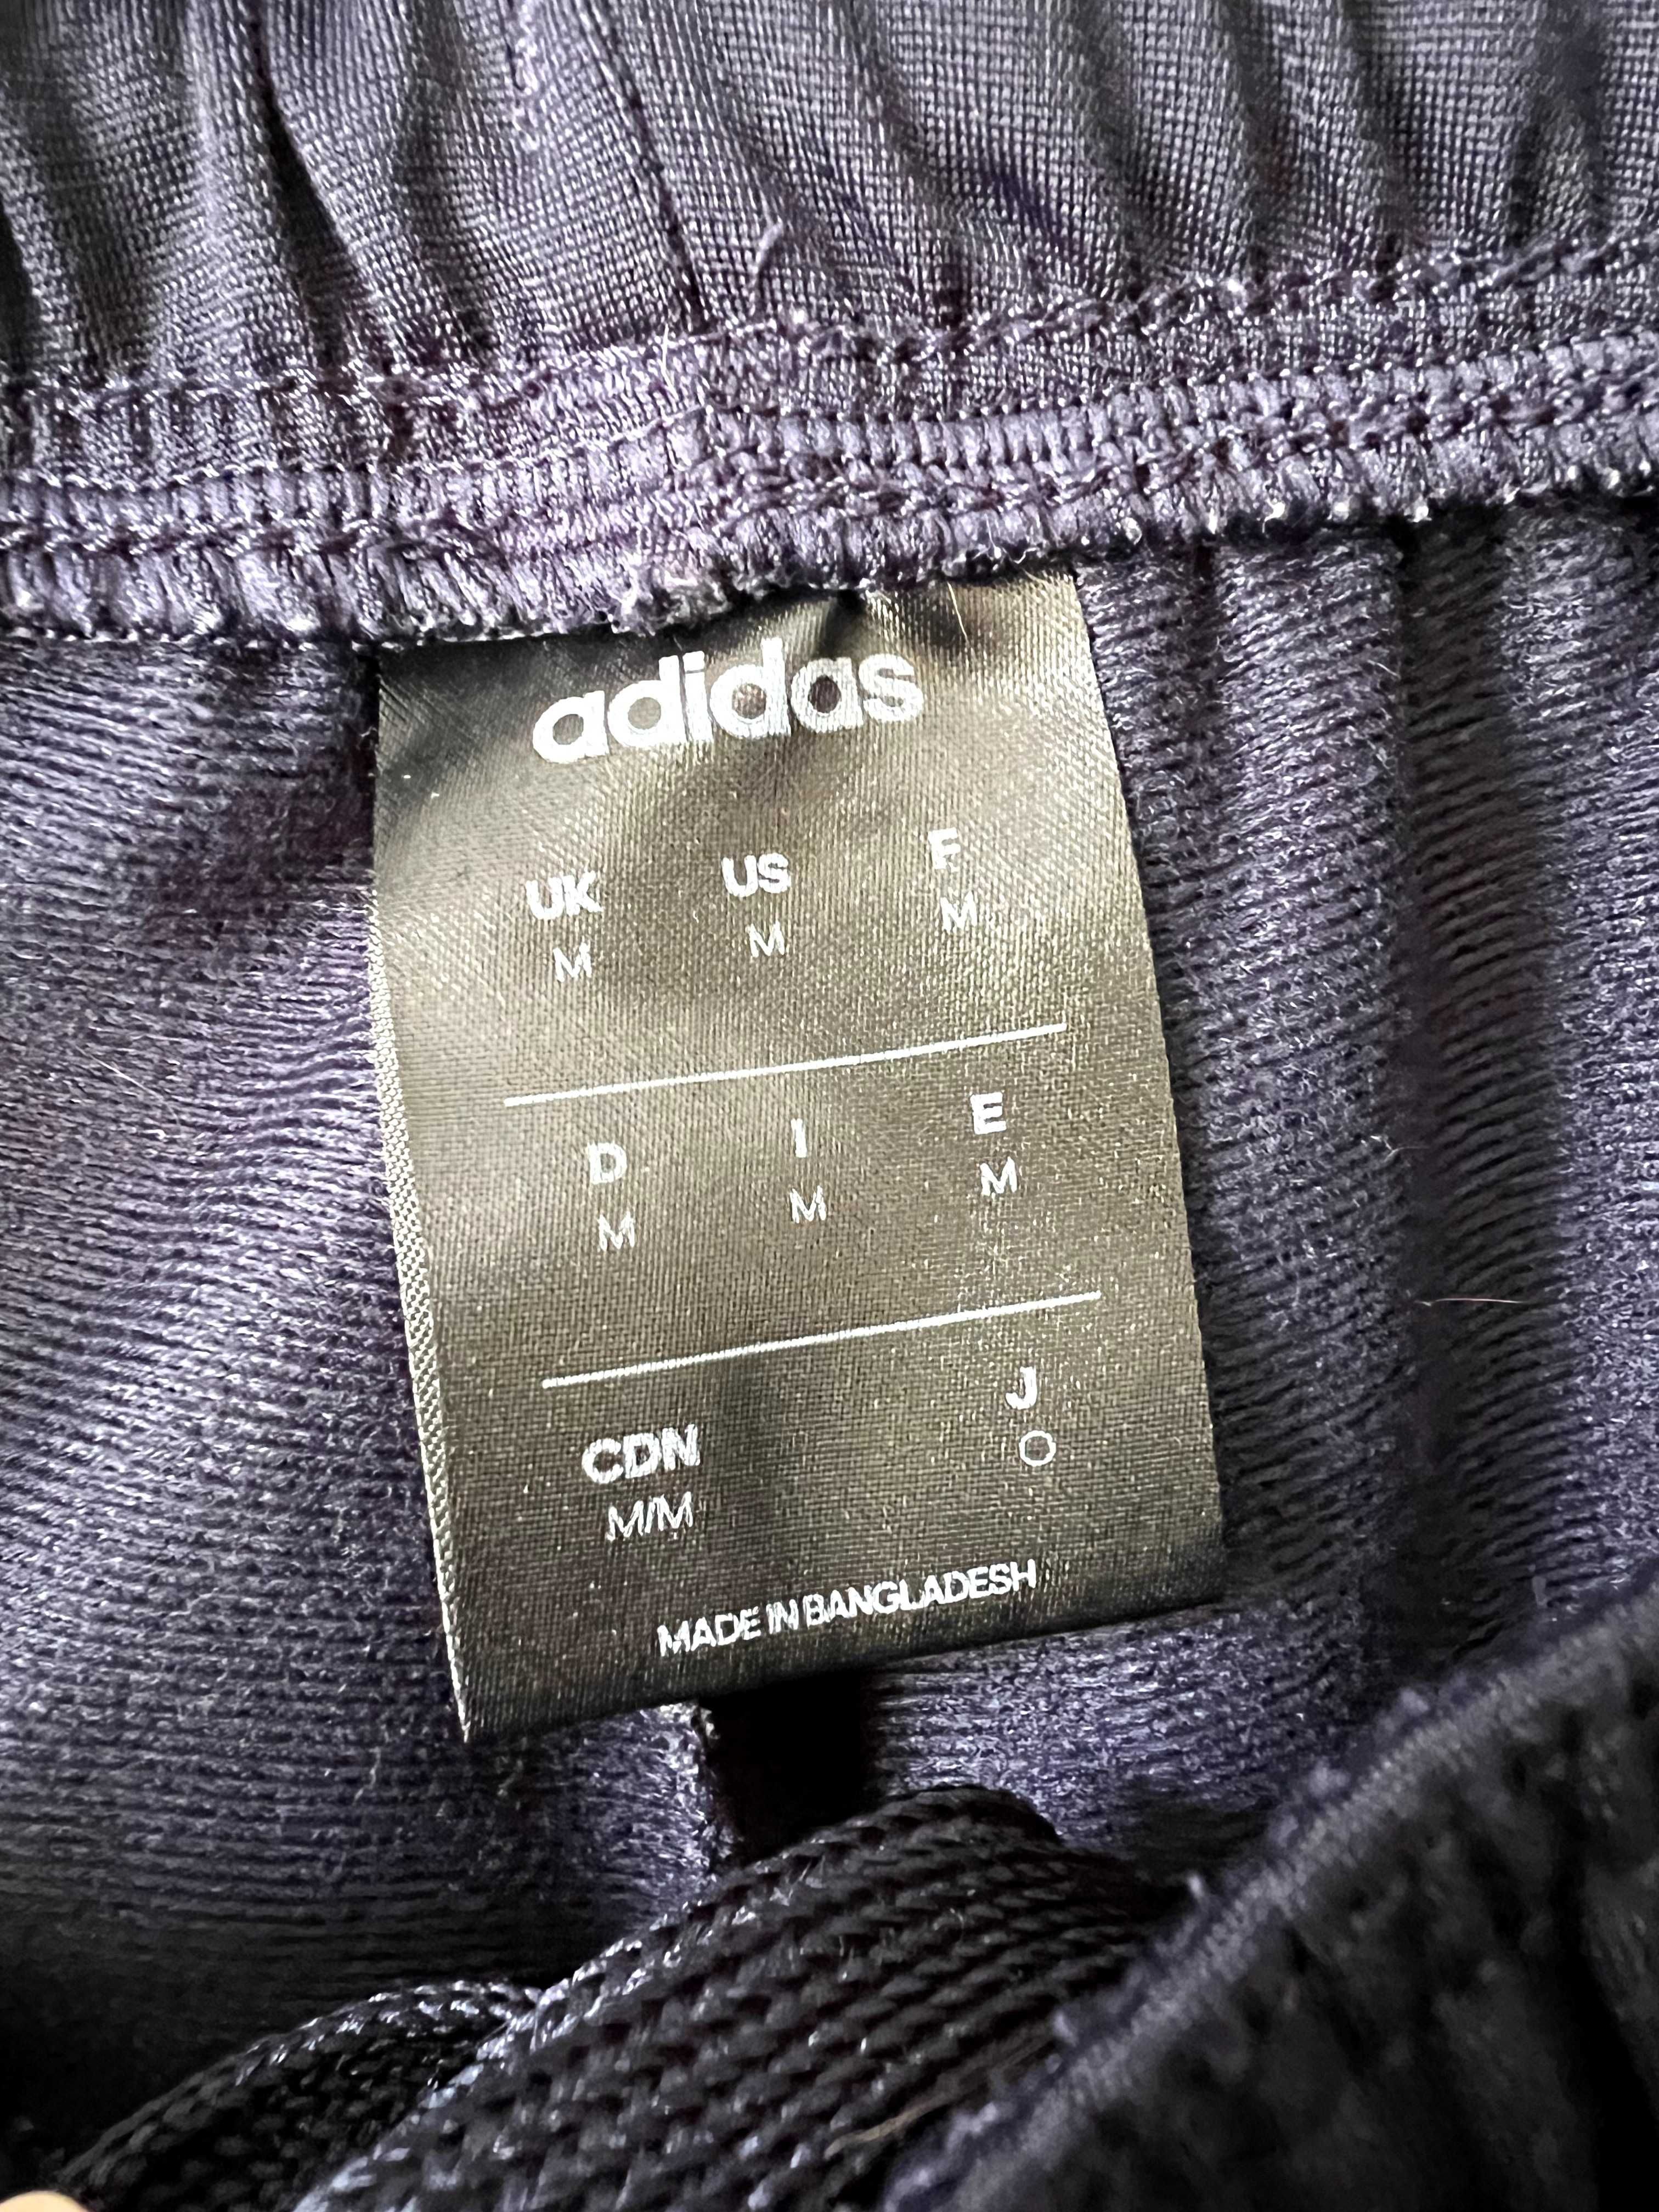 adidas
UK US F
M M M
D I E
M M M
CDN J
M/M O
MADE IN BANGLADESH